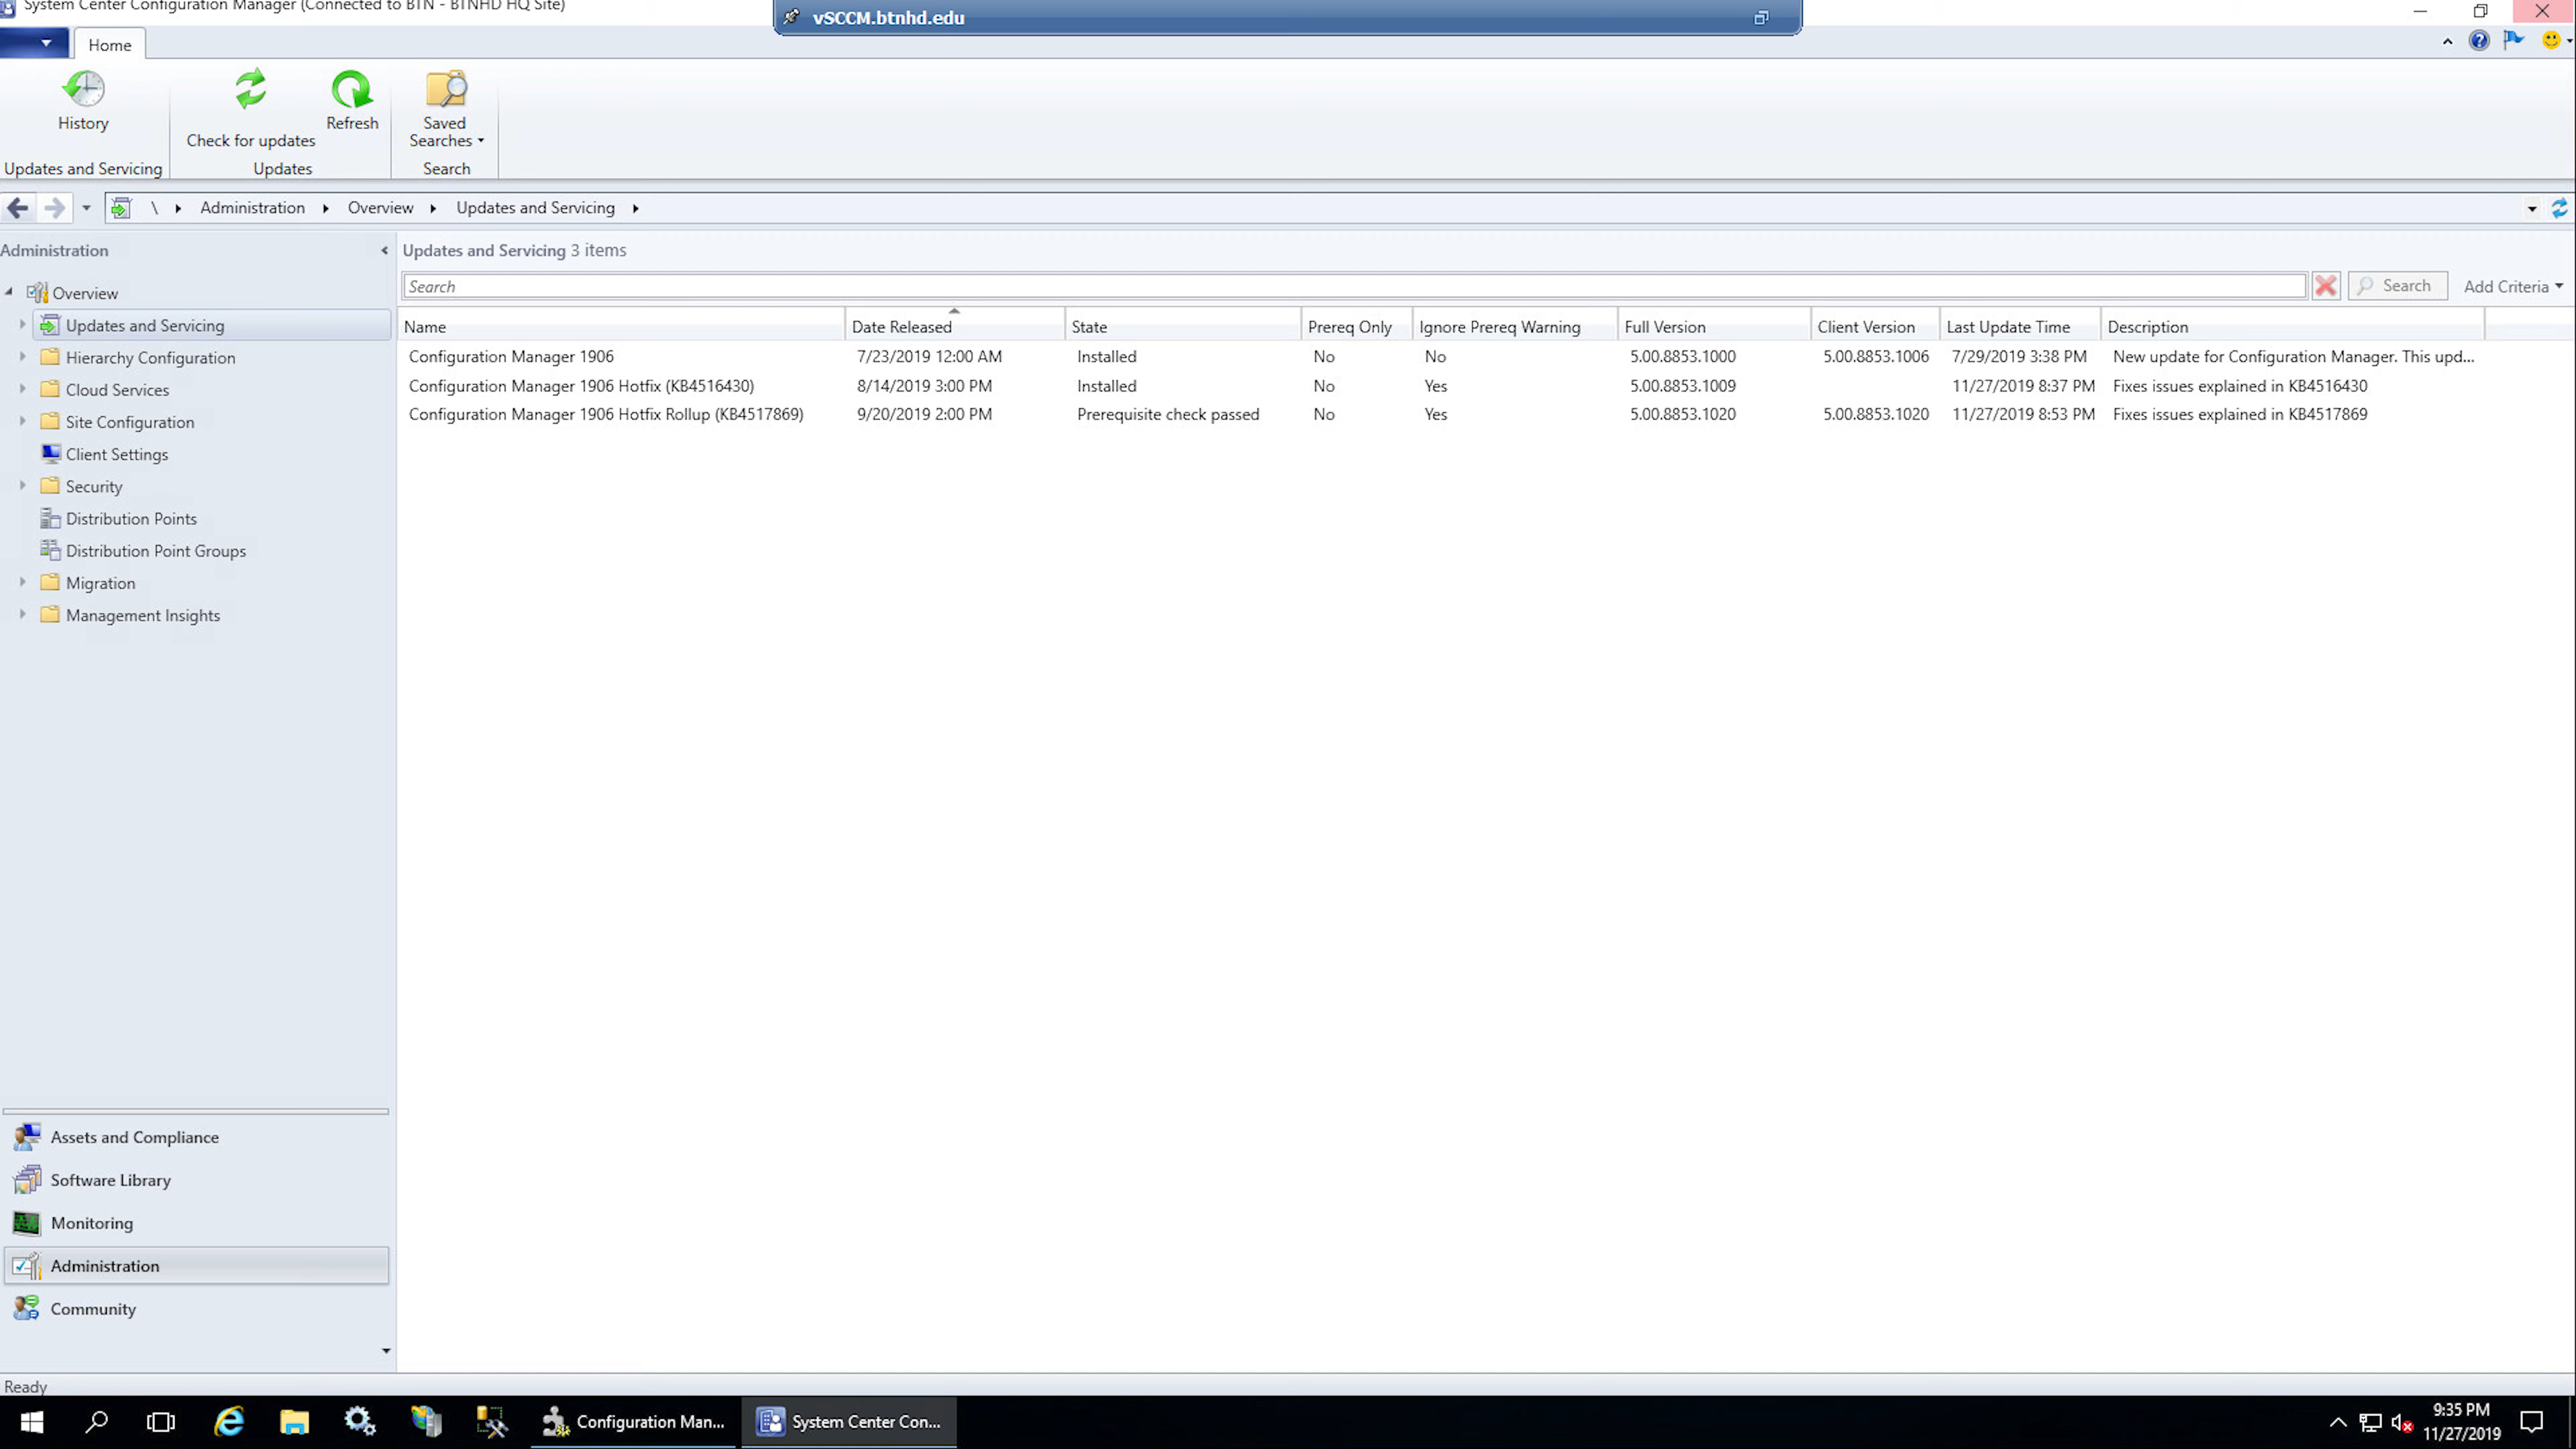 System Center Configuration Manager (Connected to BTN - BTNHD HQ Site)
vSCCM.btnhd.edu
Home
History
Check for updates
Refresh
Saved
Searches
Updates and Servicing
Updates
Search
\
Administration
Overview
Updates and Servicing
Administration
Overview
Updates and Servicing
Hierarchy Configuration
Cloud Services
Site Configuration
Client Settings
Security
Distribution Points
Distribution Point Groups
Migration
Management Insights
Assets and Compliance
Software Library
Monitoring
Administration
Community
Updates and Servicing 3 items
Search
Search
Add Criteria
Name Date Released State Prereq Only Ignore Prereq Warning Full Version Client Version Last Update Time Description
Configuration Manager 1906 7/23/2019 12:00 AM Installed No No 5.00.8853.1000 5.00.8853.1006 7/29/2019 3:38 PM New update for Configuration Manager. This upd...
Configuration Manager 1906 Hotfix (KB4516430) 8/14/2019 3:00 PM Installed No Yes 5.00.8853.1009 11/27/2019 8:37 PM Fixes issues explained in KB4516430
Configuration Manager 1906 Hotfix Rollup (KB4517869) 9/20/2019 2:00 PM Prerequisite check passed No Yes 5.00.8853.1020 5.00.8853.1020 11/27/2019 8:53 PM Fixes issues explained in KB4517869
Ready
Configuration Man...
System Center Con...
9:35 PM
11/27/2019